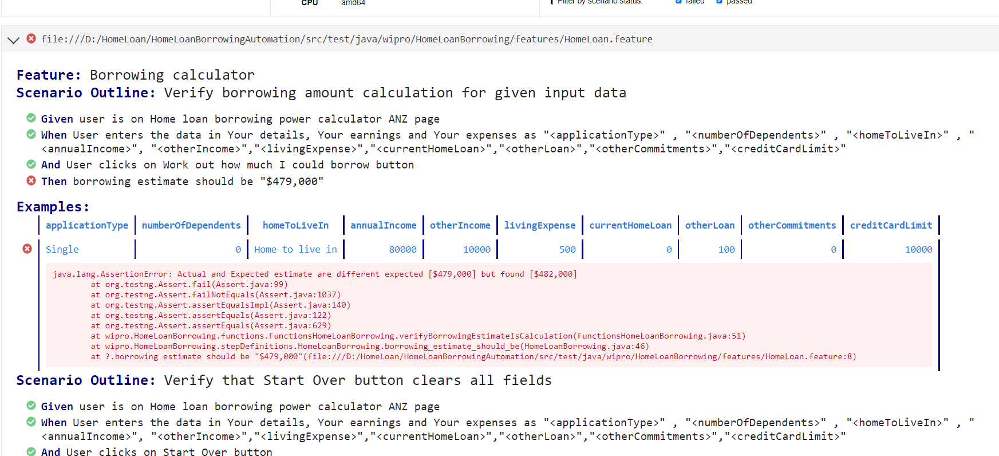 CPU amd64 Filter by scenario status: failed passed
file:///D:/HomeLoan/HomeLoanBorrowingAutomation/src/test/java/wipro/HomeLoanBorrowing/features/HomeLoan.feature
Feature: Borrowing calculator
Scenario Outline: Verify borrowing amount calculation for given input data
Given user is on Home loan borrowing power calculator ANZ page
When User enters the data in Your details, Your earnings and Your expenses as "<applicationType>" , "<numberOfDependents>" , "<homeToLiveIn>" , "
<annualIncome>", "<otherIncome>","<livingExpense>","<currentHomeLoan>","<otherLoan>","<otherCommitments>","<creditCardLimit>"
And User clicks on Work out how much I could borrow button
Then borrowing estimate should be "$479,000"
Examples:
applicationType numberOfDependents homeToLiveIn annualIncome otherIncome livingExpense currentHomeLoan otherLoan otherCommitments creditCardLimit
Single 0 Home to live in 80000 10000 500 0 100 0 10000
java.lang.AssertionError: Actual and Expected estimate are different expected [$479,000] but found [$482,000]
at org.testng.Assert.fail(Assert.java:99)
at org.testng.Assert.failNotEquals(Assert.java:1037)
at org.testng.Assert.assertEqualsImpl(Assert.java:140)
at org.testng.Assert.assertEquals(Assert.java:122)
at org.testng.Assert.assertEquals(Assert.java:629)
at wipro.HomeLoanBorrowing.functions.FunctionsHomeLoanBorrowing.verifyBorrowingEstimateIsCalculation(FunctionsHomeLoanBorrowing.java:51)
at wipro.HomeLoanBorrowing.stepDefinitions.HomeLoanBorrowing.borrowing_estimate_should_be(HomeLoanBorrowing.java:46)
at ?.borrowing estimate should be "$479,000"(file:///D:/HomeLoan/HomeLoanBorrowingAutomation/src/test/java/wipro/HomeLoanBorrowing/features/HomeLoan.feature:8)
Scenario Outline: Verify that Start Over button clears all fields
Given user is on Home loan borrowing power calculator ANZ page
When User enters the data in Your details, Your earnings and Your expenses as "<applicationType>" , "<numberOfDependents>" , "<homeToLiveIn>" , "
<annualIncome>", "<otherIncome>","<livingExpense>","<currentHomeLoan>","<otherLoan>","<otherCommitments>","<creditCardLimit>"
And User clicks on Start Over button